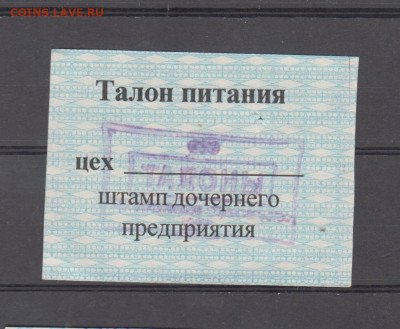 COINS.LAVE.RU
Талон питания
ТАЛОНЫ
цех
штамп дочернего
предприятия